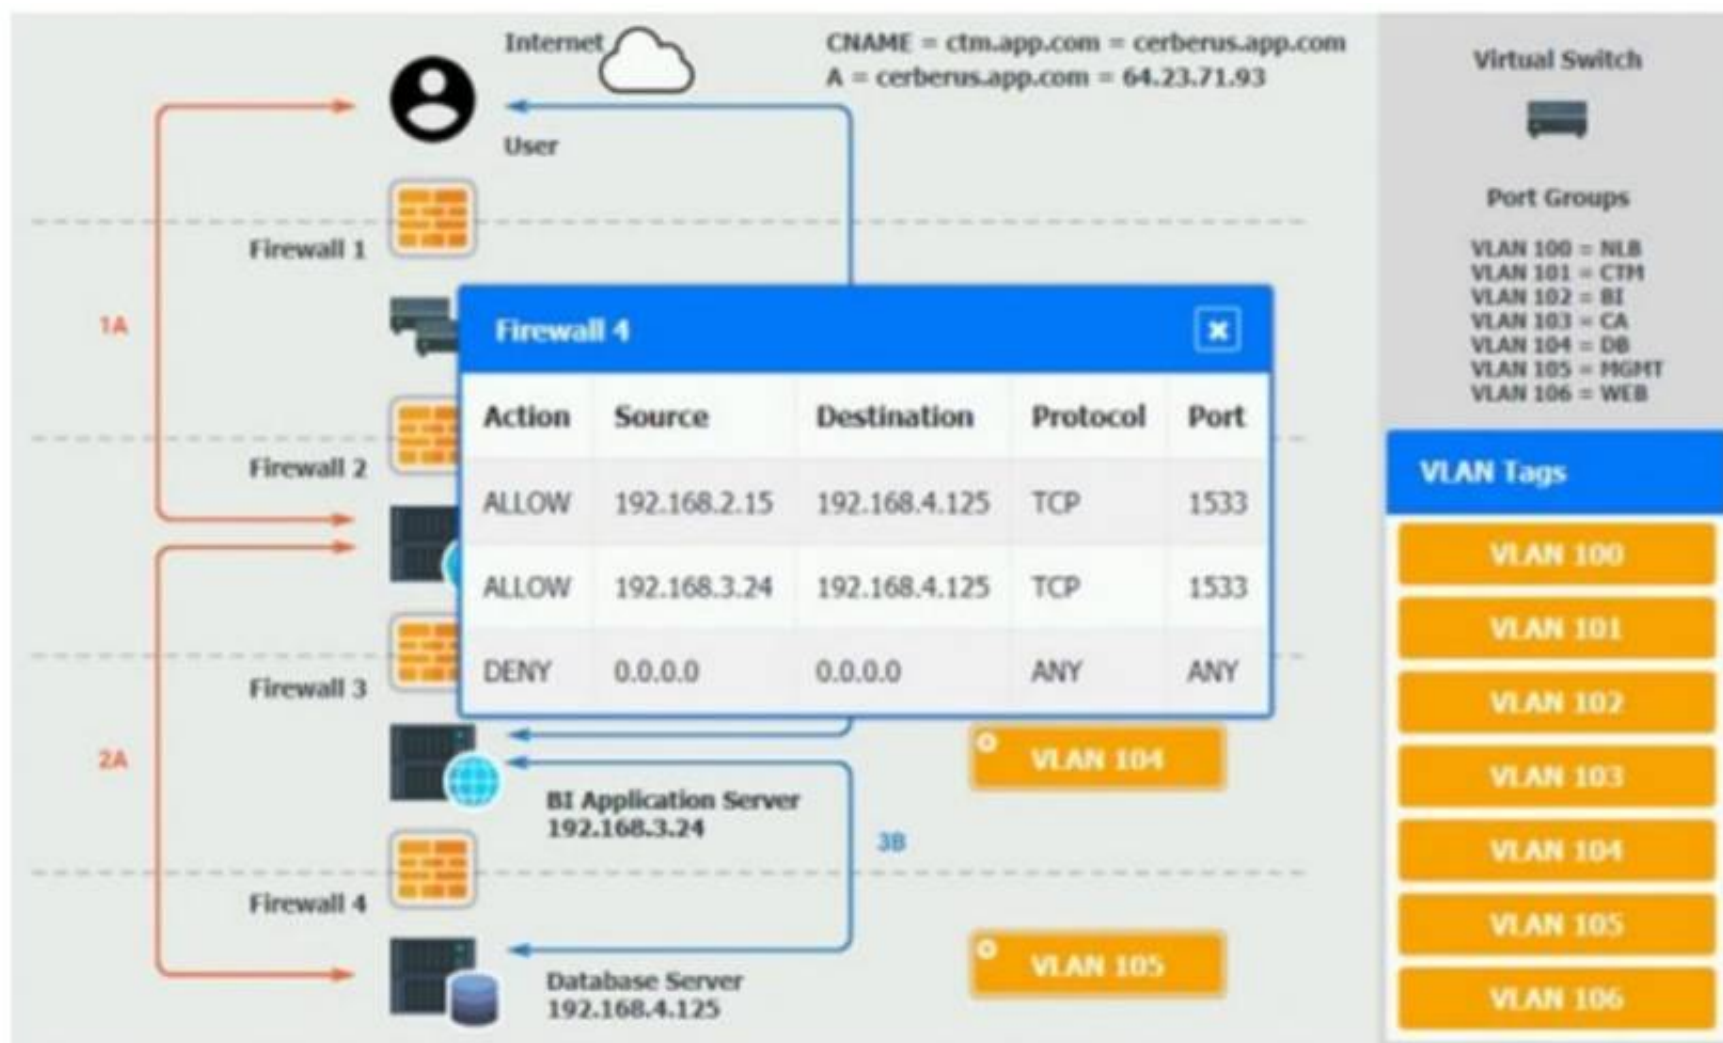 Internet
CNAME = ctm.app.com = cerberus.app.com
A = cerberus.app.com = 64.23.71.93
User
Firewall 1
1A
Firewall 2
Firewall 3
2A
Firewall 4
Action Source Destination Protocol Port
ALLOW 192.168.2.15 192.168.4.125 TCP 1533
ALLOW 192.168.3.24 192.168.4.125 TCP 1533
DENY 0.0.0.0 0.0.0.0 ANY ANY
BI Application Server
192.168.3.24
VLAN 104
3B
Firewall 4
Database Server
192.168.4.125
VLAN 105
Virtual Switch
Port Groups
VLAN 100 = NLB
VLAN 101 = CTM
VLAN 102 = BI
VLAN 103 = CA
VLAN 104 = DB
VLAN 105 = MGMT
VLAN 106 = WEB
VLAN Tags
VLAN 100
VLAN 101
VLAN 102
VLAN 103
VLAN 104
VLAN 105
VLAN 106